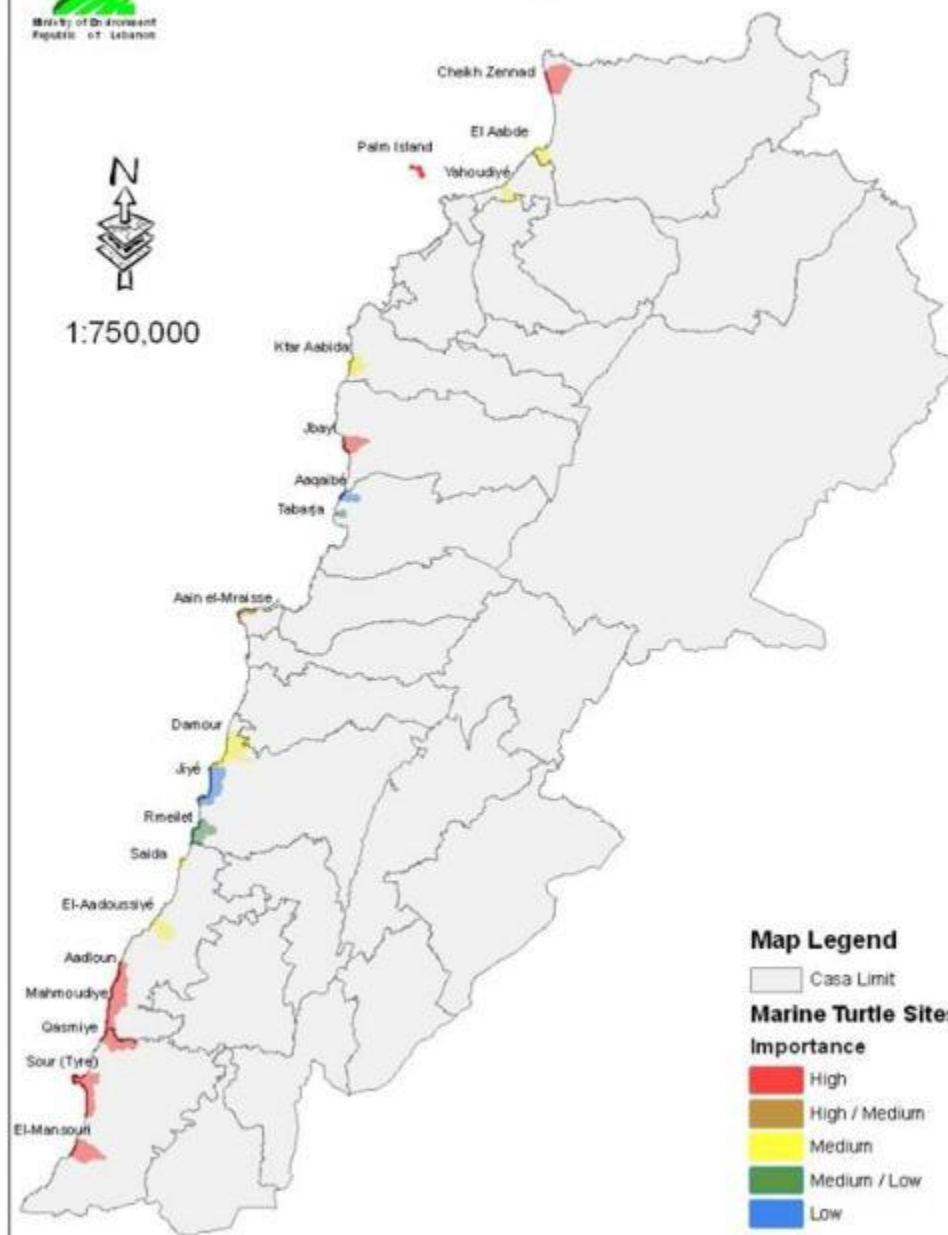 Ministry of Environment
Republic of Lebanon
N
1:750,000
Cheikh Zennad
El Aabde
Palm Island
Yahoudiyé
Kfar Aabida
Jbayl
Aaqaibé
Tabarja
Aain el-Mraisse
Damour
Jiyé
Rmeilet
Saida
El-Aadoussiyé
Aadloun
Mahmoudiye
Qasmiye
Sour (Tyre)
El-Mansouri
Map Legend
Casa Limit
Marine Turtle Sites
Importance
High
High / Medium
Medium
Medium / Low
Low